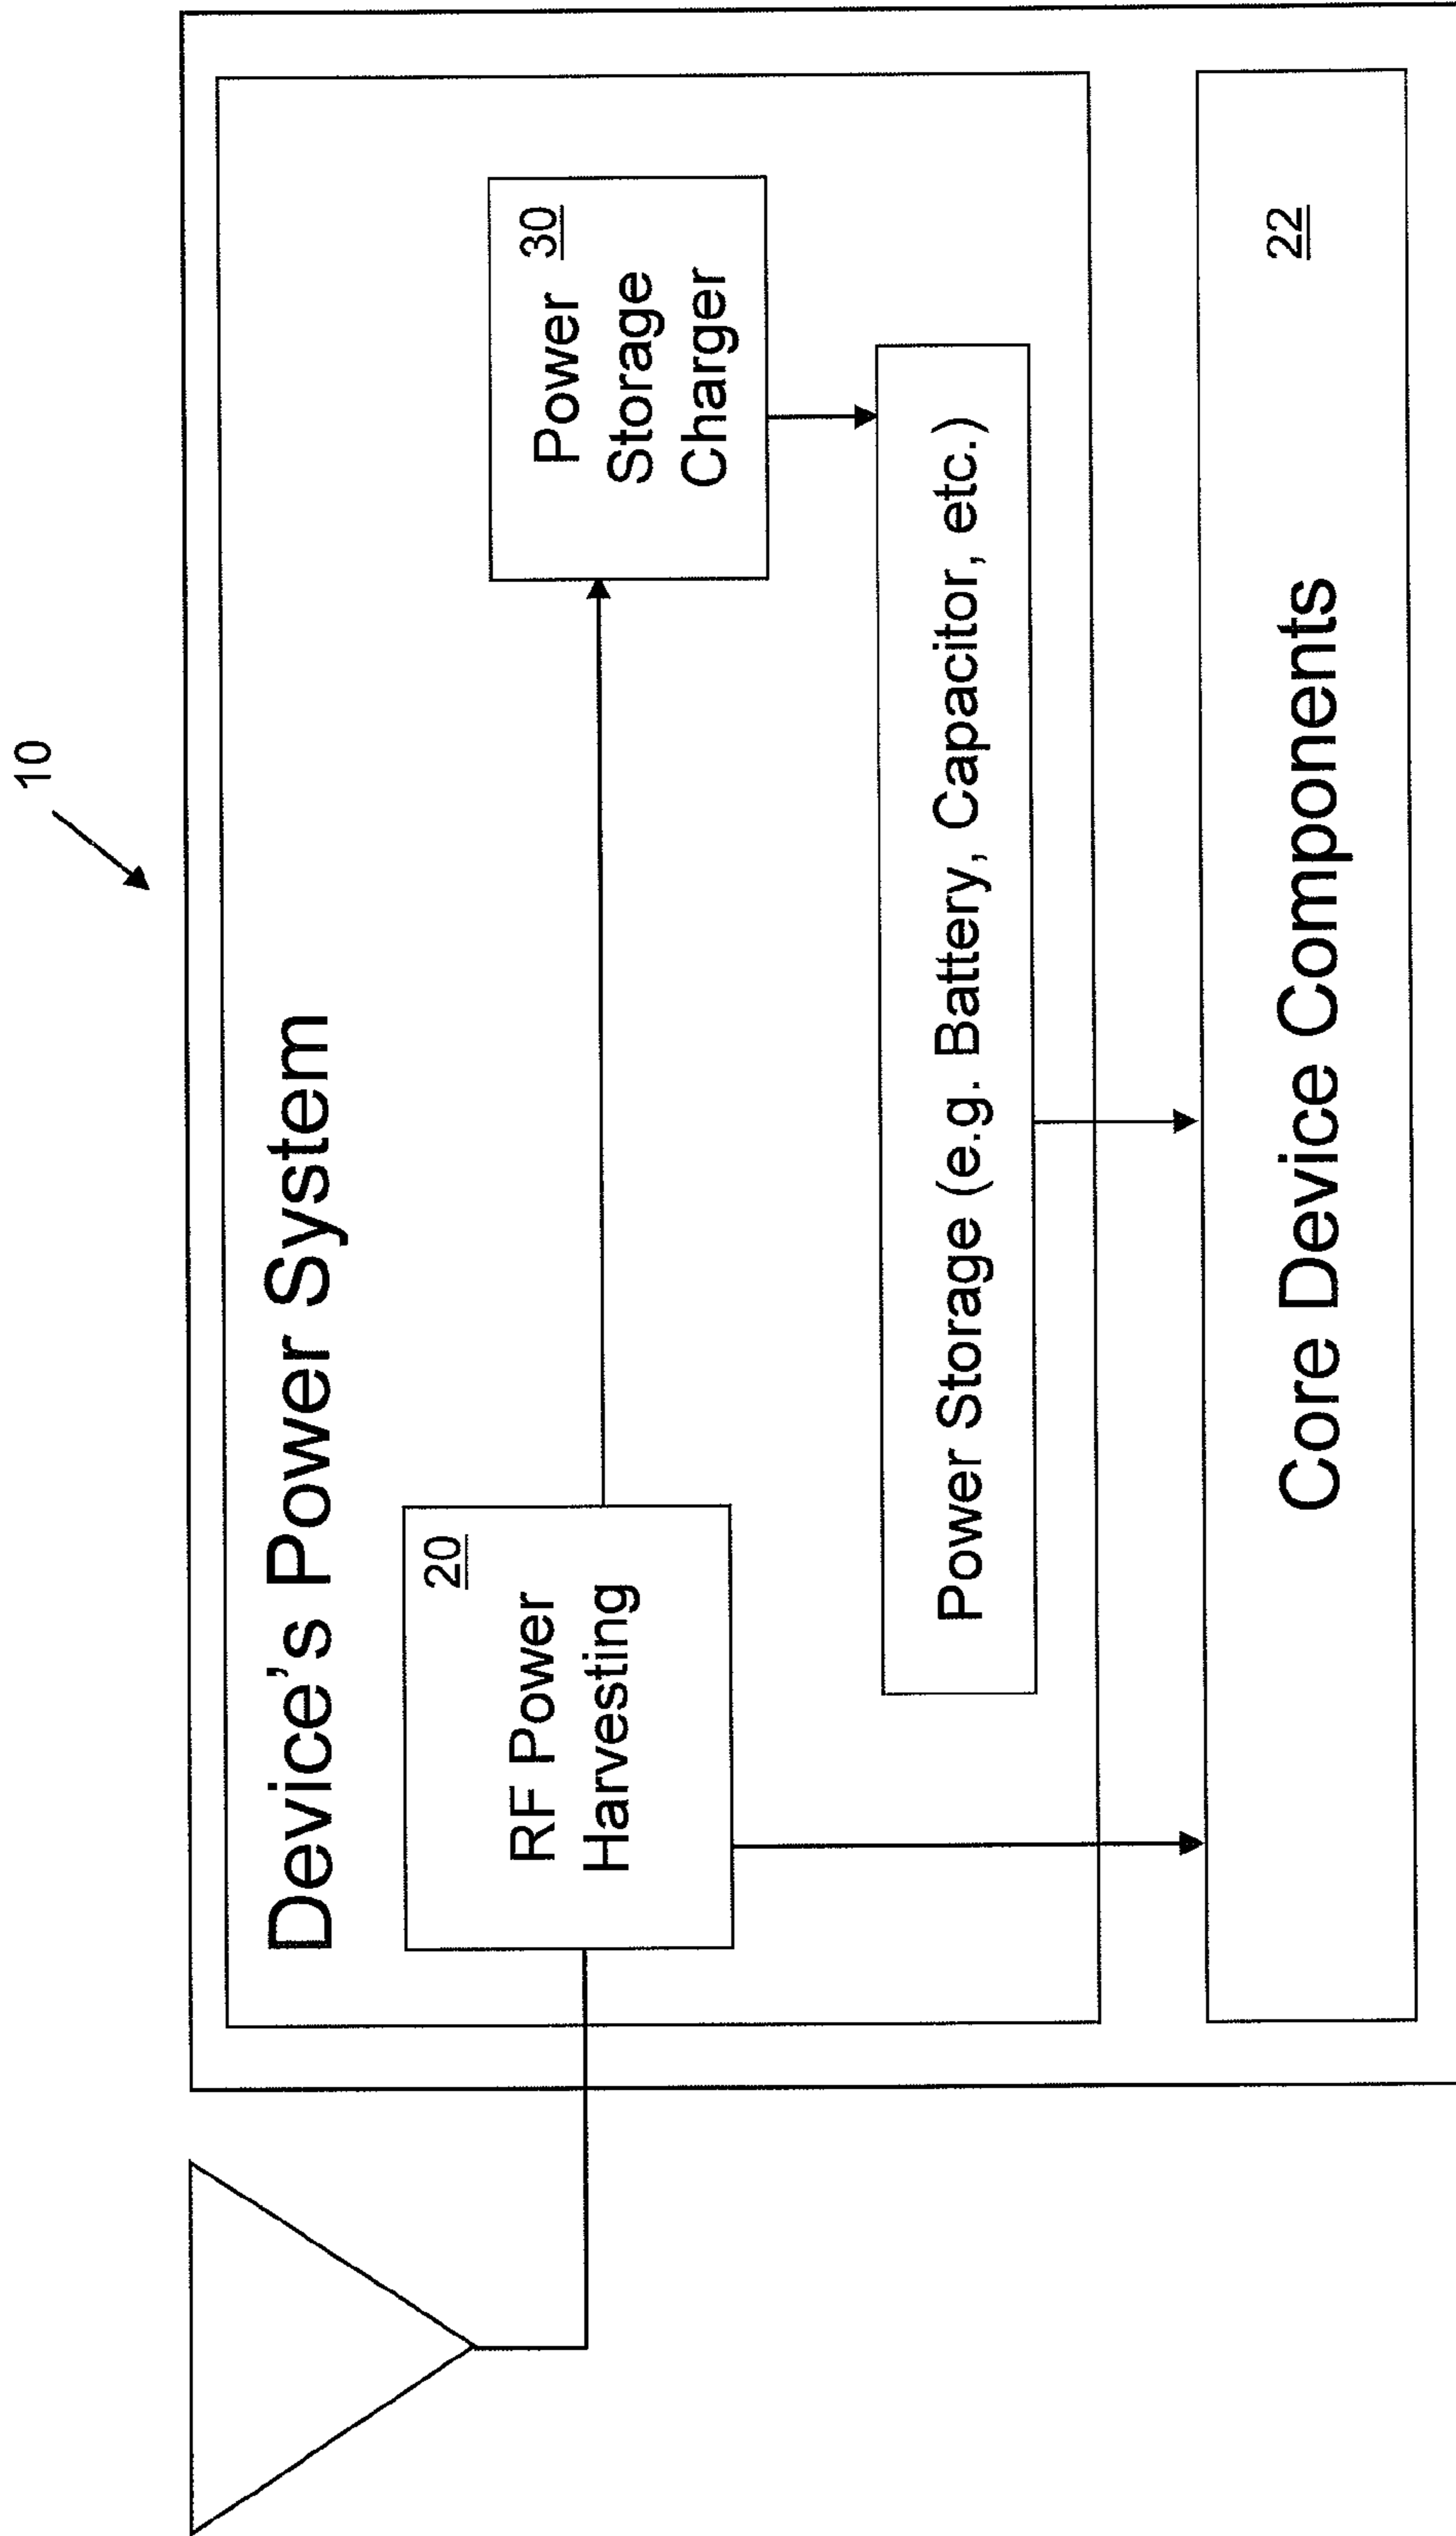 10
Device's Power System
20
RF Power
Harvesting
30
Power
Storage
Charger
Power Storage (e.g. Battery, Capacitor, etc.)
22
Core Device Components